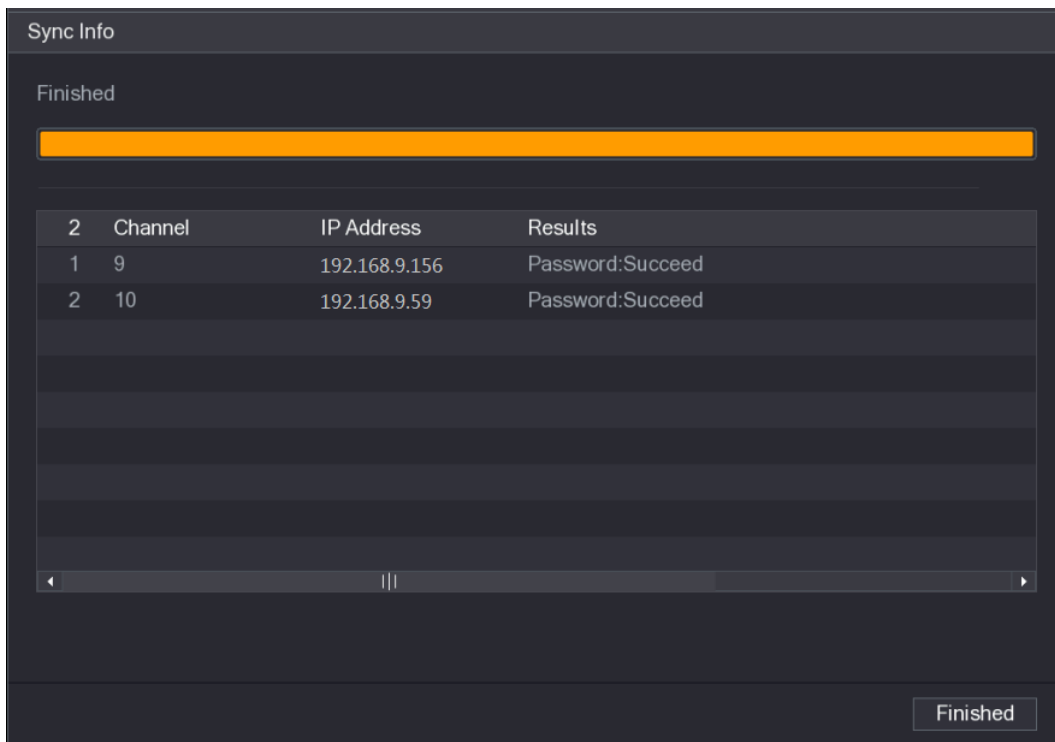 Sync Info
Finished
2 Channel IP Address Results
1 9 192.168.9.156 Password:Succeed
2 10 192.168.9.59 Password:Succeed
Finished